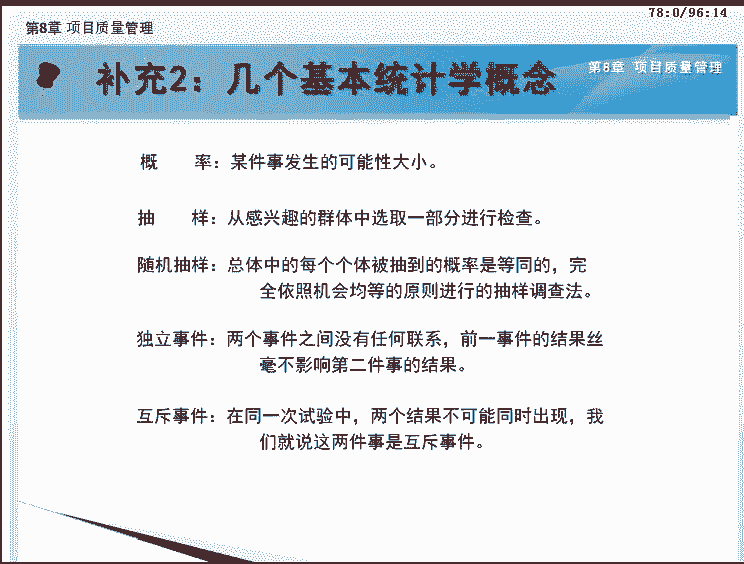 78:0/96:14
第8章 项目质量管理
补充2：几个基本统计学概念
第8章 项目质量管理
概 率：某件事发生的可能性大小。
抽 样：从感兴趣的群体中选取一部分进行检查。
随机抽样：总体中的每个个体被抽到的概率是等同的，完
全依照机会均等的原则进行的抽样调查法。
独立事件：两个事件之间没有任何联系，前一事件的结果丝
毫不影响第二件事的结果。
互斥事件：在同一次试验中，两个结果不可能同时出现，我
们就说这两件事是互斥事件。